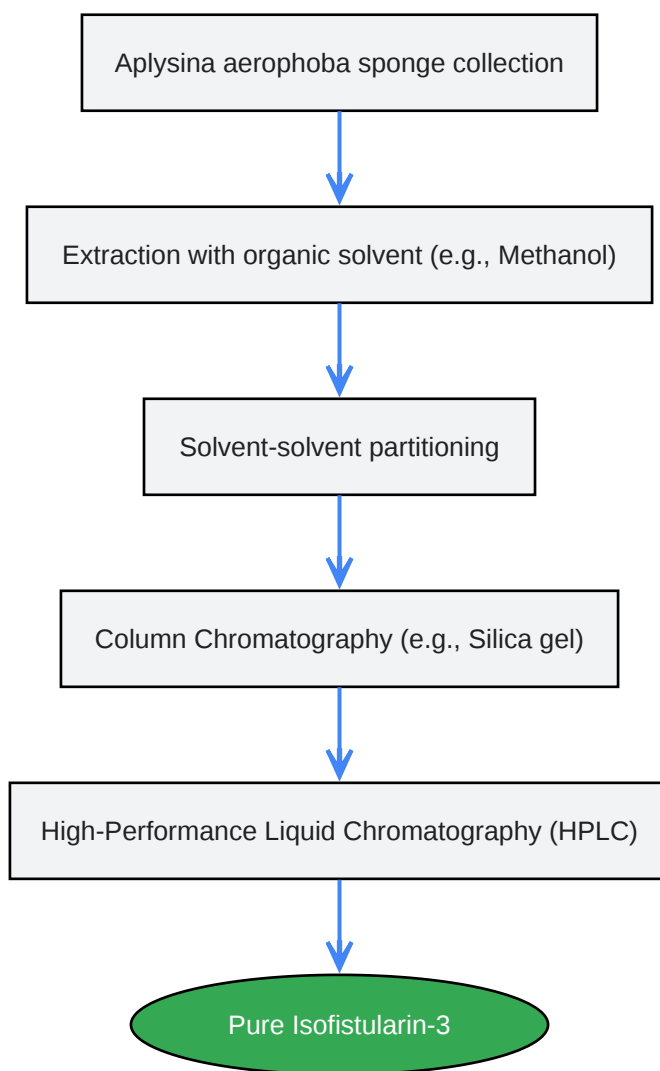 Aplysina aerophoba sponge collection
Extraction with organic solvent (e.g., Methanol)
Solvent-solvent partitioning
Column Chromatography (e.g., Silica gel)
High-Performance Liquid Chromatography (HPLC)
Pure Isofistularin-3